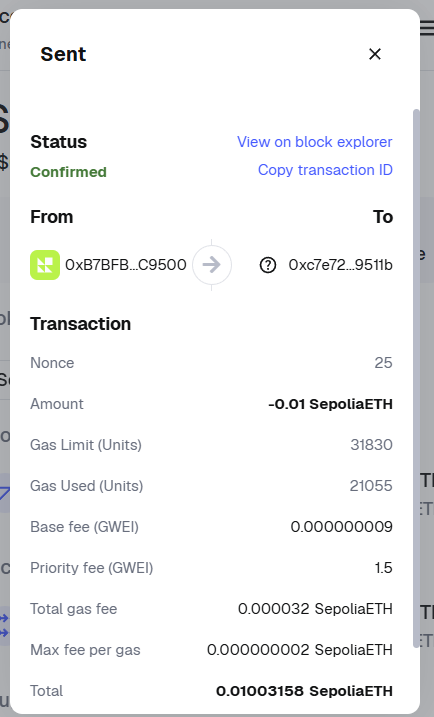 Sent
Status
View on block explorer
Confirmed
Copy transaction ID
From
To
0xB7BFB...C9500
0xc7e72...9511b
Transaction
Nonce
25
Amount
-0.01 SepoliaETH
Gas Limit (Units)
31830
Gas Used (Units)
21055
Base fee (GWEI)
0.000000009
Priority fee (GWEI)
1.5
Total gas fee
0.000032 SepoliaETH
Max fee per gas
0.000000002 SepoliaETH
Total
0.01003158 SepoliaETH